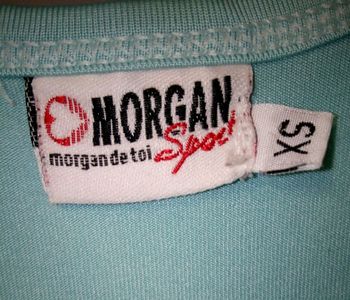 MORGAN
Sport
morgan de toi
XS